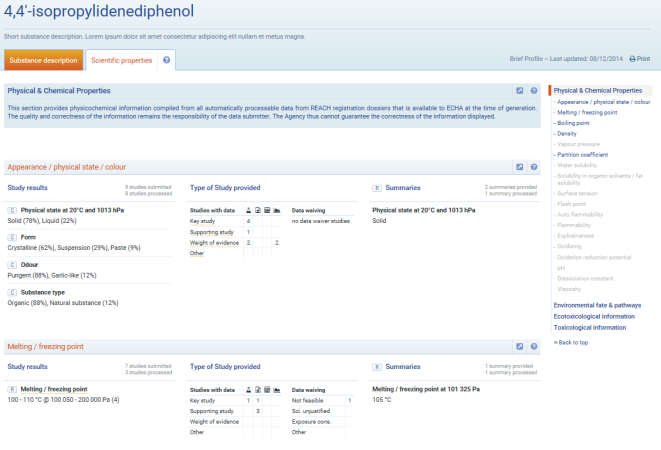 4,4'-isopropylidenediphenol
Short substance description. Lorem ipsum dolor sit amet consectetur adipiscing elit nullam et metus magna.
Substance description
Scientific properties
?
Brief Profile – Last updated: 08/12/2014
Print
Physical & Chemical Properties
?
This section provides physicochemical information compiled from all automatically processable data from REACH registration dossiers that is available to ECHA at the time of generation.
The quality and correctness of the information remains the responsibility of the data submitter. The Agency thus cannot guarantee the correctness of the information displayed.
Appearance / physical state / colour
?
Study results
9 studies submitted
8 studies processed
C Physical state at 20°C and 1013 hPa
Solid (78%), Liquid (22%)
C Form
Crystalline (62%), Suspension (29%), Paste (9%)
C Odour
Pungent (88%), Garlic-like (12%)
C Substance type
Organic (88%), Natural substance (12%)
Type of Study provided
Studies with data
Key study 4
Supporting study 1
Weight of evidence 2 2
Other
Data waiving
no data waiver studies
R Summaries
2 summaries provided
1 summary processed
Physical state at 20°C and 1013 hPa
Solid
Melting / freezing point
?
Study results
7 studies submitted
3 studies processed
R Melting / freezing point
100 - 110 °C @ 100 050 - 200 000 Pa (4)
Type of Study provided
Studies with data
Key study 1 1
Supporting study 3
Weight of evidence
Other
Data waiving
Not feasible 1
Sci. unjustified
Exposure cons.
Other
R Summaries
1 summary provided
1 summary processed
Melting / freezing point at 101 325 Pa
105 °C
Physical & Chemical Properties
- Appearance / physical state / colour
- Melting / freezing point
- Boiling point
- Density
- Vapour pressure
- Partition coefficient
- Water solubility
- Solubility in organic solvents / fat
solubility
- Surface tension
- Flash point
- Auto flammability
- Flammability
- Explosiveness
- Oxidising
- Oxidation reduction potential
- pH
- Dissociation constant
- Viscosity
Environmental fate & pathways
Ecotoxicological information
Toxicological information
Back to top